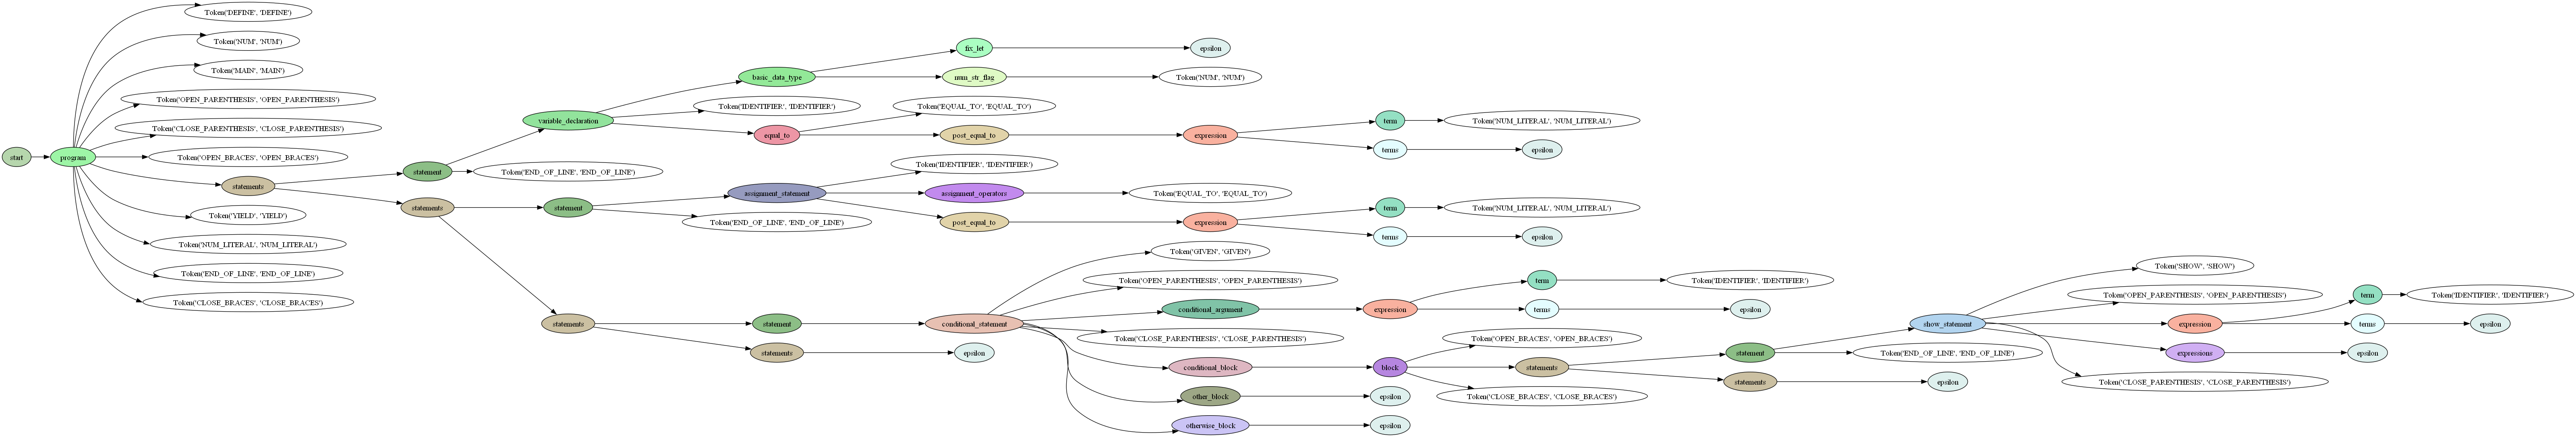 start
program
Token('DEFINE', 'DEFINE')
Token('NUM', 'NUM')
Token('MAIN', 'MAIN')
Token('OPEN_PARENTHESIS', 'OPEN_PARENTHESIS')
Token('CLOSE_PARENTHESIS', 'CLOSE_PARENTHESIS')
Token('OPEN_BRACES', 'OPEN_BRACES')
statements
Token('YIELD', 'YIELD')
Token('NUM_LITERAL', 'NUM_LITERAL')
Token('END_OF_LINE', 'END_OF_LINE')
Token('CLOSE_BRACES', 'CLOSE_BRACES')
statement
Token('END_OF_LINE', 'END_OF_LINE')
variable_declaration
basic_data_type
fix_let
epsilon
num_str_flag
Token('NUM', 'NUM')
Token('IDENTIFIER', 'IDENTIFIER')
equal_to
Token('EQUAL_TO', 'EQUAL_TO')
post_equal_to
expression
term
Token('NUM_LITERAL', 'NUM_LITERAL')
terms
epsilon
statements
statement
assignment_statement
Token('IDENTIFIER', 'IDENTIFIER')
assignment_operators
Token('EQUAL_TO', 'EQUAL_TO')
post_equal_to
expression
term
Token('NUM_LITERAL', 'NUM_LITERAL')
terms
epsilon
Token('END_OF_LINE', 'END_OF_LINE')
statements
statement
conditional_statement
Token('GIVEN', 'GIVEN')
Token('OPEN_PARENTHESIS', 'OPEN_PARENTHESIS')
conditional_argument
expression
term
Token('IDENTIFIER', 'IDENTIFIER')
terms
epsilon
Token('CLOSE_PARENTHESIS', 'CLOSE_PARENTHESIS')
conditional_block
block
Token('OPEN_BRACES', 'OPEN_BRACES')
statements
statement
show_statement
Token('SHOW', 'SHOW')
Token('OPEN_PARENTHESIS', 'OPEN_PARENTHESIS')
expression
term
Token('IDENTIFIER', 'IDENTIFIER')
terms
epsilon
expressions
epsilon
Token('CLOSE_PARENTHESIS', 'CLOSE_PARENTHESIS')
Token('END_OF_LINE', 'END_OF_LINE')
statements
epsilon
Token('CLOSE_BRACES', 'CLOSE_BRACES')
other_block
epsilon
otherwise_block
epsilon
statements
epsilon